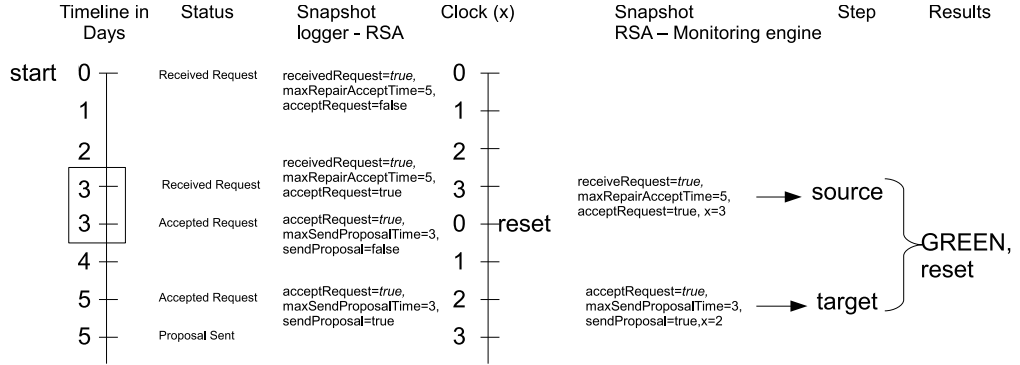 Timeline in Days Status Snapshot logger - RSA Clock (x) Snapshot RSA – Monitoring engine Step Results
start 0 Received Request receivedRequest=true, 0
maxRepairAcceptTime=5,
acceptRequest=false
1 1
2 2
receivedRequest=true,
maxRepairAcceptTime=5,
acceptRequest=true
3 Received Request 3
receiveRequest=true,
maxRepairAcceptTime=5,
acceptRequest=true, x=3
source
3 Accepted Request acceptRequest=true, 0 reset
maxSendProposalTime=3,
sendProposal=false
GREEN,
reset
4 1
5 Accepted Request acceptRequest=true, 2
maxSendProposalTime=3,
sendProposal=true
acceptRequest=true,
maxSendProposalTime=3,
sendProposal=true,x=2
target
5 Proposal Sent 3